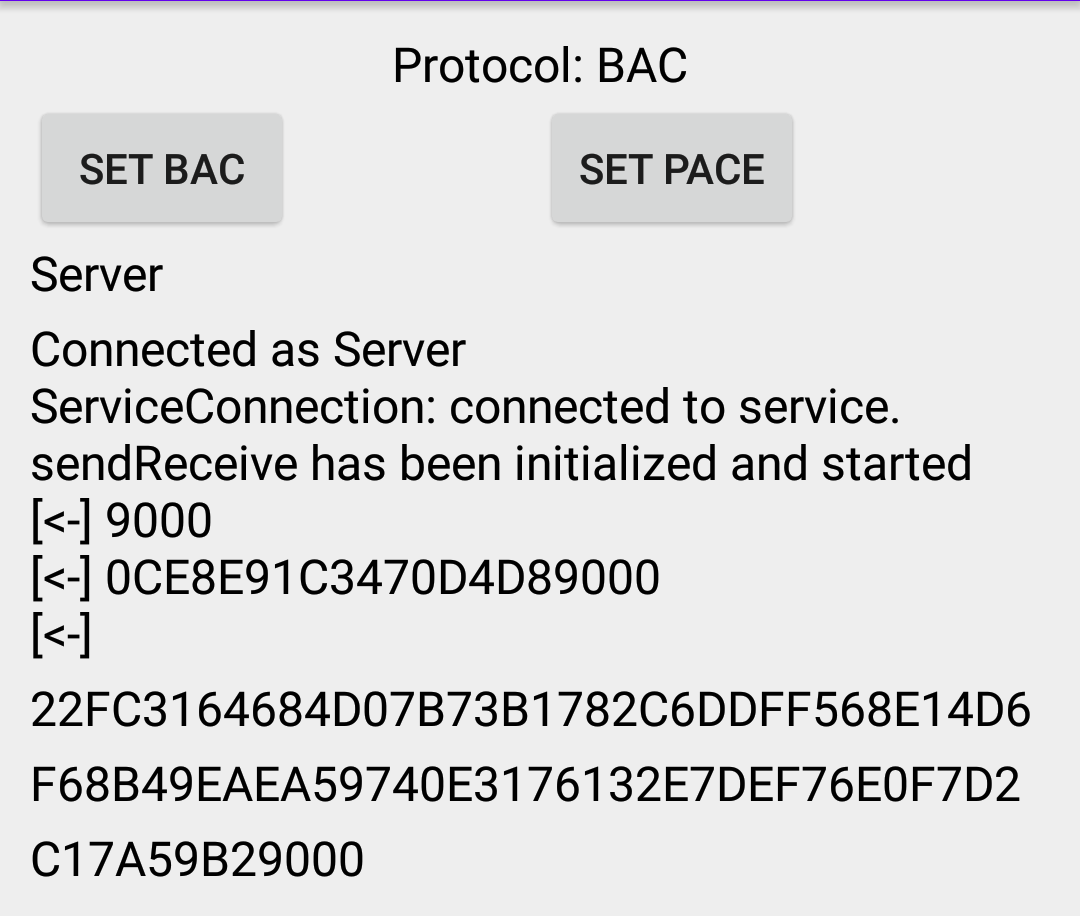 Protocol: BAC
SET BAC
SET PACE
Server
Connected as Server
ServiceConnection: connected to service.
sendReceive has been initialized and started
[<-] 9000
[<-] 0CE8E91C3470D4D89000
[<-]
22FC3164684D07B73B1782C6DDFF568E14D6
F68B49EAEA59740E3176132E7DEF76E0F7D2
C17A59B29000